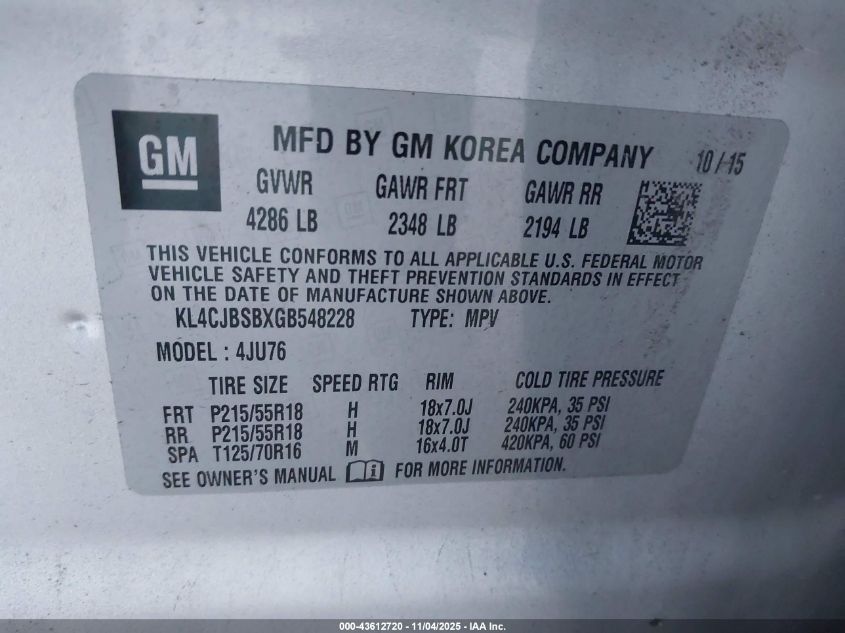 GM
MFD BY GM KOREA COMPANY 10/15
GVWR GAWR FRT GAWR RR
4286 LB 2348 LB 2194 LB
THIS VEHICLE CONFORMS TO ALL APPLICABLE U.S. FEDERAL MOTOR
VEHICLE SAFETY AND THEFT PREVENTION STANDARDS IN EFFECT
ON THE DATE OF MANUFACTURE SHOWN ABOVE.
KL4CJBSBXGB548228 TYPE: MPV
MODEL : 4JU76
TIRE SIZE SPEED RTG RIM COLD TIRE PRESSURE
FRT P215/55R18 H 18x7.0J 240KPA, 35 PSI
RR P215/55R18 H 18x7.0J 240KPA, 35 PSI
SPA T125/70R16 M 16x4.0T 420KPA, 60 PSI
SEE OWNER'S MANUAL FOR MORE INFORMATION.
000-43612720 - 11/04/2025 - IAA Inc.